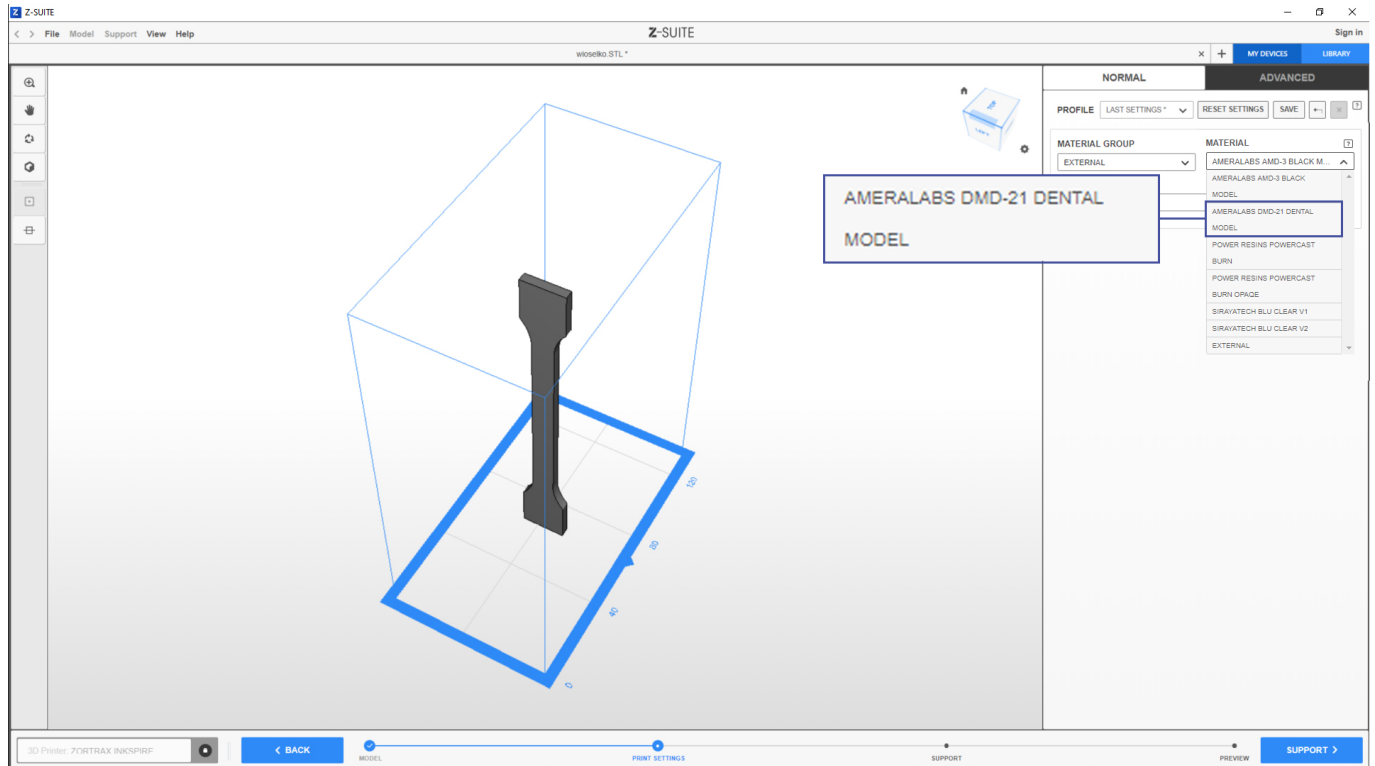 Z-SUITE
File Model Support View Help
Z-SUITE
Sign in
wioselko.STL *
MY DEVICES
LIBRARY
NORMAL
ADVANCED
PROFILE
LAST SETTINGS *
RESET SETTINGS
SAVE
MATERIAL GROUP
EXTERNAL
MATERIAL
AMERALABS AMD-3 BLACK M...
AMERALABS AMD-3 BLACK
MODEL
AMERALABS DMD-21 DENTAL
MODEL
POWER RESINS POWERCAST
BURN
POWER RESINS POWERCAST
BURN OPAQE
SIRAYATECH BLU CLEAR V1
SIRAYATECH BLU CLEAR V2
EXTERNAL
AMERALABS DMD-21 DENTAL
MODEL
120
80
40
0
3D Printer: ZORTRAX INKSPIRE
BACK
MODEL
PRINT SETTINGS
SUPPORT
PREVIEW
SUPPORT